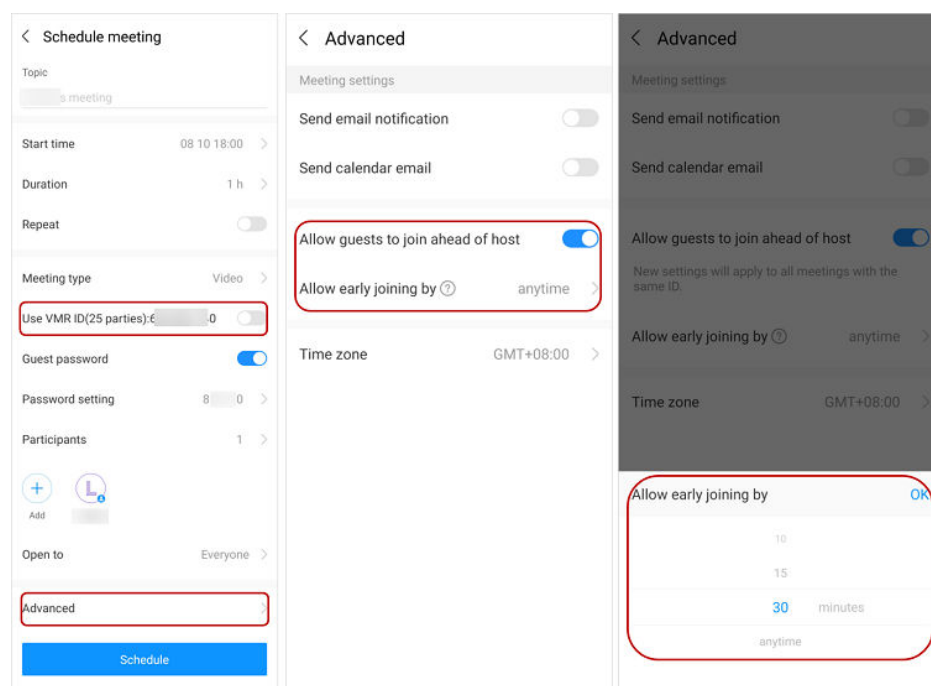 Schedule meeting
Topic
s meeting
Start time 08 10 18:00
Duration 1 h
Repeat
Meeting type Video
Use VMR ID(25 parties):6 0
Guest password
Password setting 8 0
Participants 1
L
Add
Open to Everyone
Advanced
Schedule
Advanced
Meeting settings
Send email notification
Send calendar email
Allow guests to join ahead of host
Allow early joining by ? anytime
Time zone GMT+08:00
Advanced
Meeting settings
Send email notification
Send calendar email
Allow guests to join ahead of host
New settings will apply to all meetings with the
same ID.
Allow early joining by ? anytime
Time zone GMT+08:00
Allow early joining by OK
10
15
30 minutes
anytime